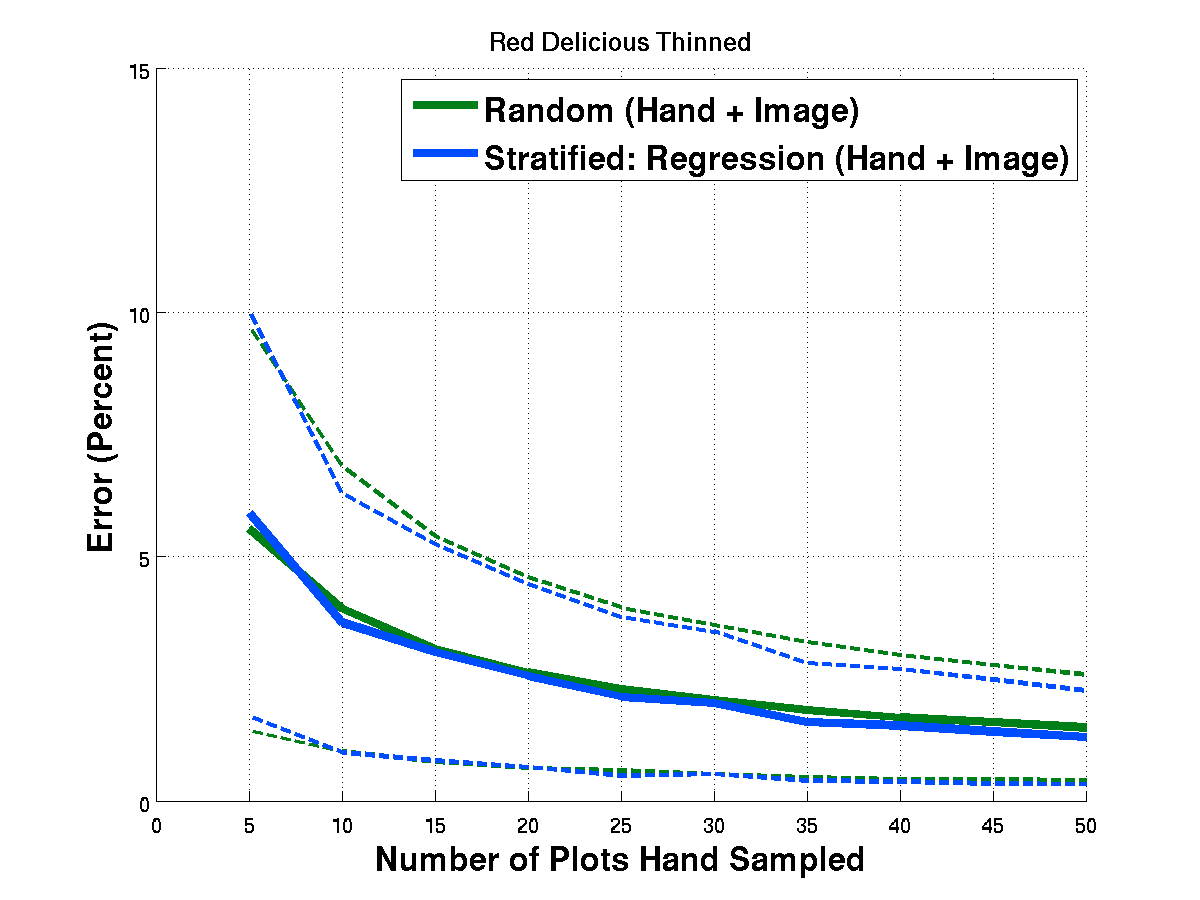 Red Delicious Thinned
15
Random (Hand + Image)
Stratified: Regression (Hand + Image)
10
Error (Percent)
5
0
0 5 10 15 20 25 30 35 40 45 50
Number of Plots Hand Sampled